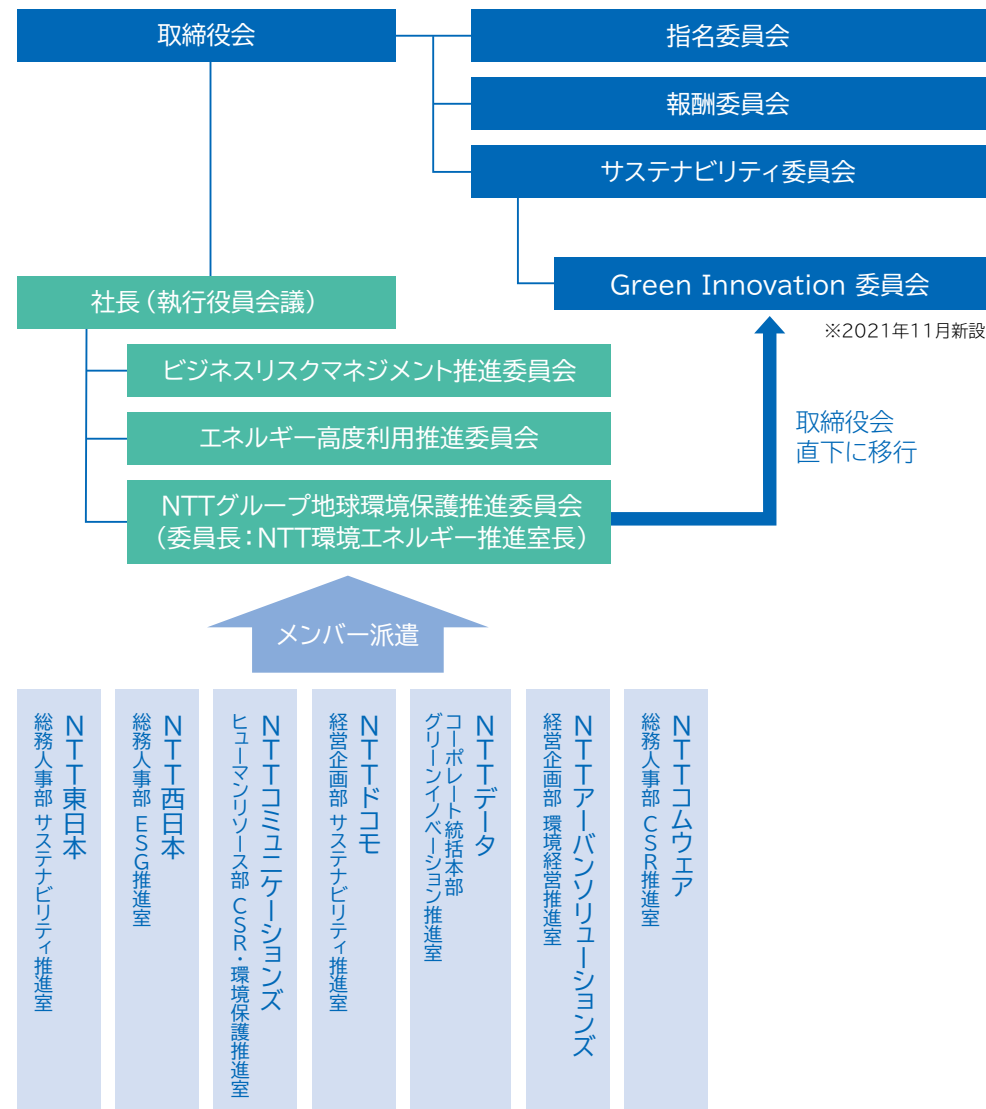 取締役会
指名委員会
報酬委員会
サステナビリティ委員会
Green Innovation 委員会
※2021年11月新設
社長（執行役員会議）
ビジネスリスクマネジメント推進委員会
エネルギー高度利用推進委員会
NTTグループ地球環境保護推進委員会
（委員長：NTT環境エネルギー推進室長）
取締役会
直下に移行
メンバー派遣
NTT東日本
総務人事部 サステナビリティ推進室
NTT西日本
総務人事部 ESG推進室
NTTコミュニケーションズ
ヒューマンリソース部 CSR・環境保護推進室
NTTドコモ
経営企画部 サステナビリティ推進室
NTTデータ
コーポレート統括本部
グリーンイノベーション推進室
NTTアーバンソリューションズ
経営企画部 環境経営推進室
NTTコムウェア
総務人事部 CSR推進室